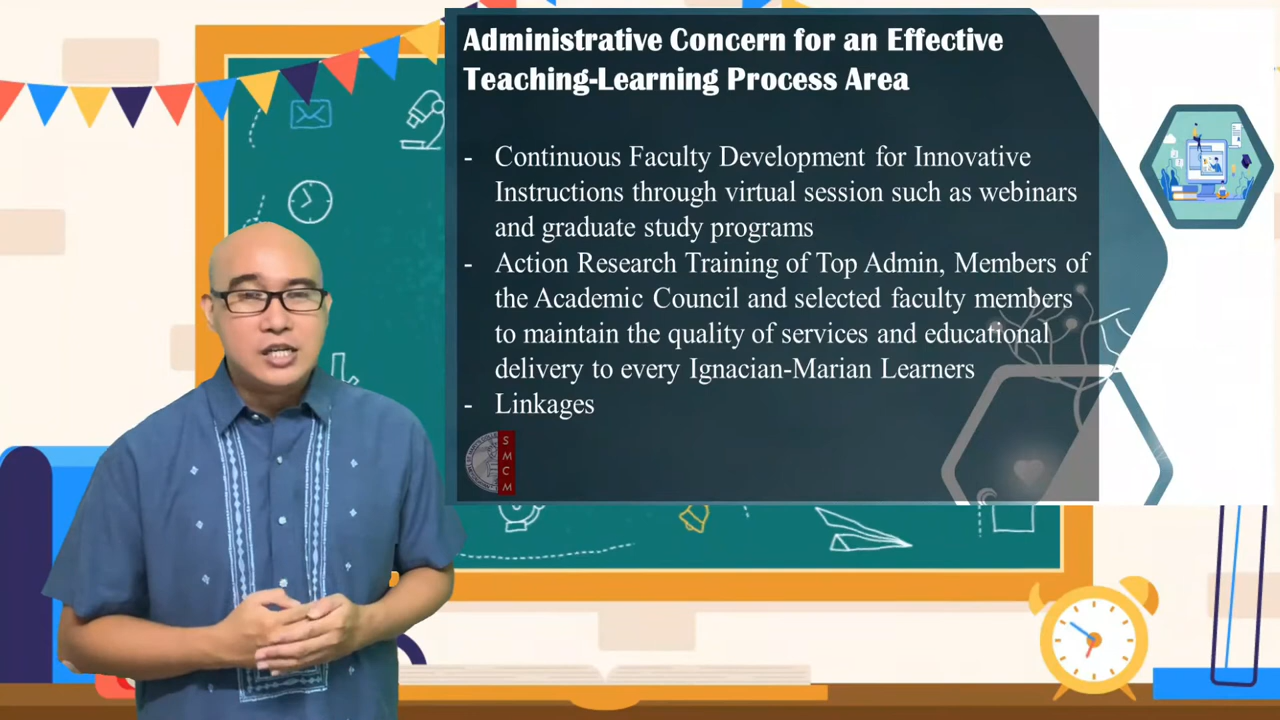 Administrative Concern for an Effective
Teaching-Learning Process Area
- Continuous Faculty Development for Innovative
Instructions through virtual session such as webinars
and graduate study programs
- Action Research Training of Top Admin, Members of
the Academic Council and selected faculty members
to maintain the quality of services and educational
delivery to every Ignacian-Marian Learners
- Linkages
S
M
C
M